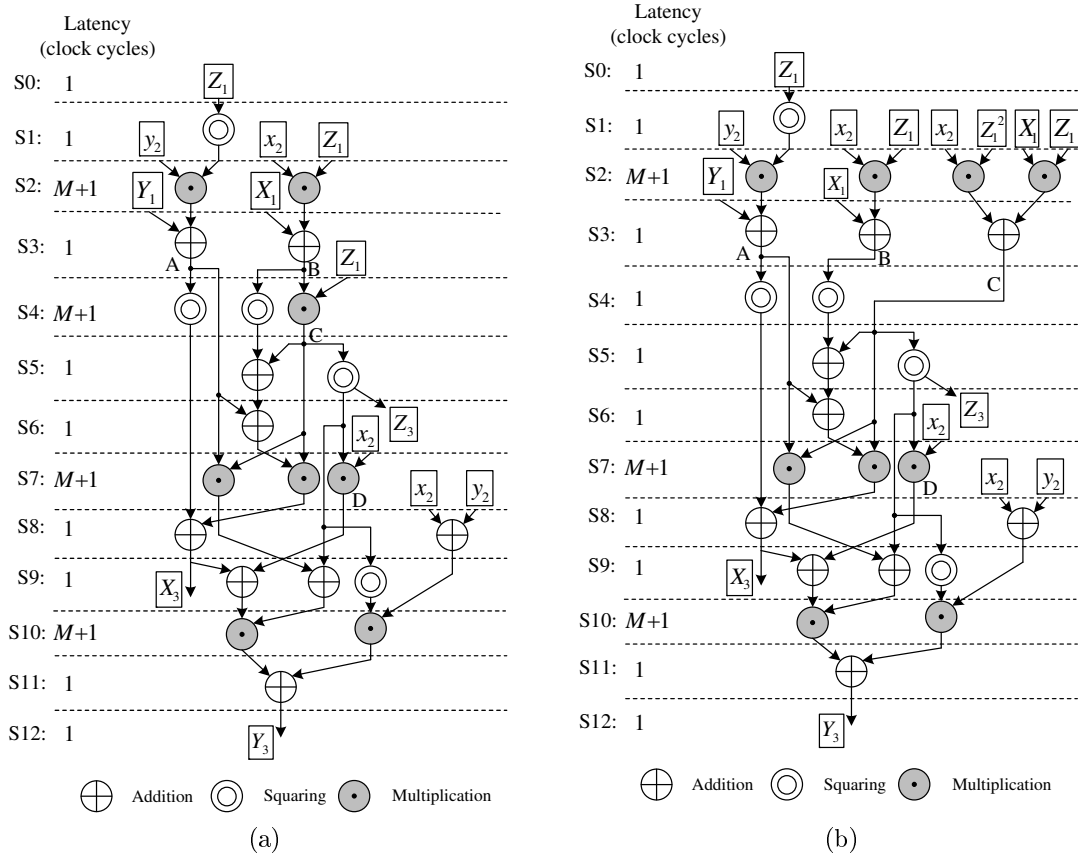 Latency
(clock cycles)
S0: 1
Z₁
S1: 1
y₂
x₂
Z₁
S2: M+1
Y₁
X₁
S3: 1
A
B
Z₁
S4: M+1
C
S5: 1
S6: 1
Z₃
x₂
S7: M+1
D
x₂
y₂
S8: 1
S9: 1
X₃
S10: M+1
S11: 1
S12: 1
Y₃
Addition
Squaring
Multiplication
(a)
Latency
(clock cycles)
S0: 1
Z₁
S1: 1
y₂
x₂
Z₁
x₂
Z₁²
X₁
Z₁
S2: M+1
Y₁
X₁
S3: 1
A
B
C
S4: 1
S5: 1
S6: 1
Z₃
x₂
S7: M+1
D
x₂
y₂
S8: 1
S9: 1
X₃
S10: M+1
S11: 1
S12: 1
Y₃
Addition
Squaring
Multiplication
(b)